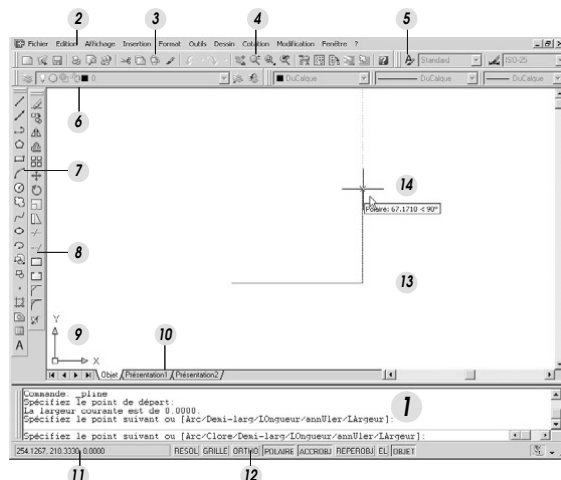 2 3 4 5
Fichier Edition Affichage Insertion Format Outils Dessin Cotation Modification Fenêtre ?
Standard ISO-25
0 DuCalque DuCalque DuCalque
6
7
14
Polaire: 67.1710 < 90°
8
13
Y
9
X
10
Objet Présentation1 Présentation2
Commande: _pline
Spécifiez le point de départ:
La largeur courante est de 0.0000.
Spécifiez le point suivant ou [Arc/Demi-larg/LOngueur/annUler/LArgeur]:
1
Spécifiez le point suivant ou [Arc/Clore/Demi-larg/LOngueur/annUler/LArgeur]:
254.1267, 210.3330, 0.0000 RESOL GRILLE ORTHO POLAIRE ACCROBJ REPEROBJ EL OBJET
11 12